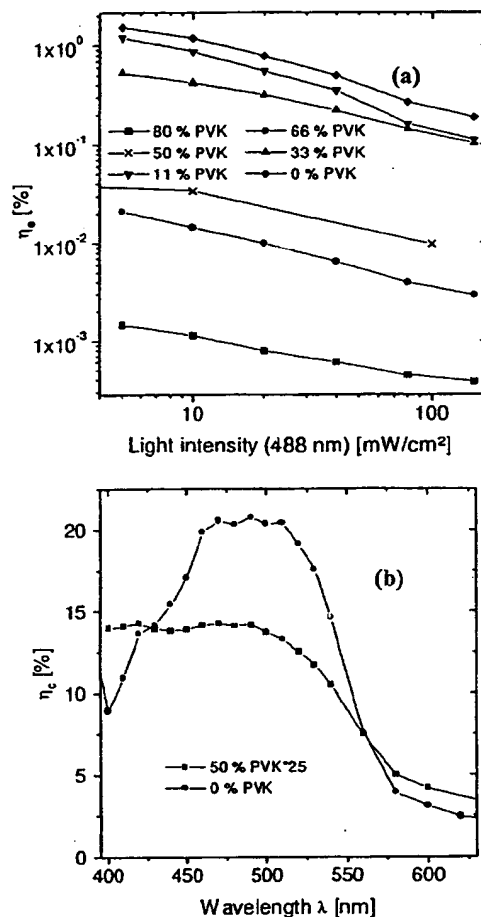 1x10⁰
(a)
80 % PVK 66 % PVK
50 % PVK 33 % PVK
11 % PVK 0 % PVK
1x10⁻¹
1x10⁻²
1x10⁻³
ηe [%]
10 100
Light intensity (488 nm) [mW/cm²]
20
15
10
5
0
ηc [%]
(b)
50 % PVK*25
0 % PVK
400 450 500 550 600
Wavelength λ [nm]